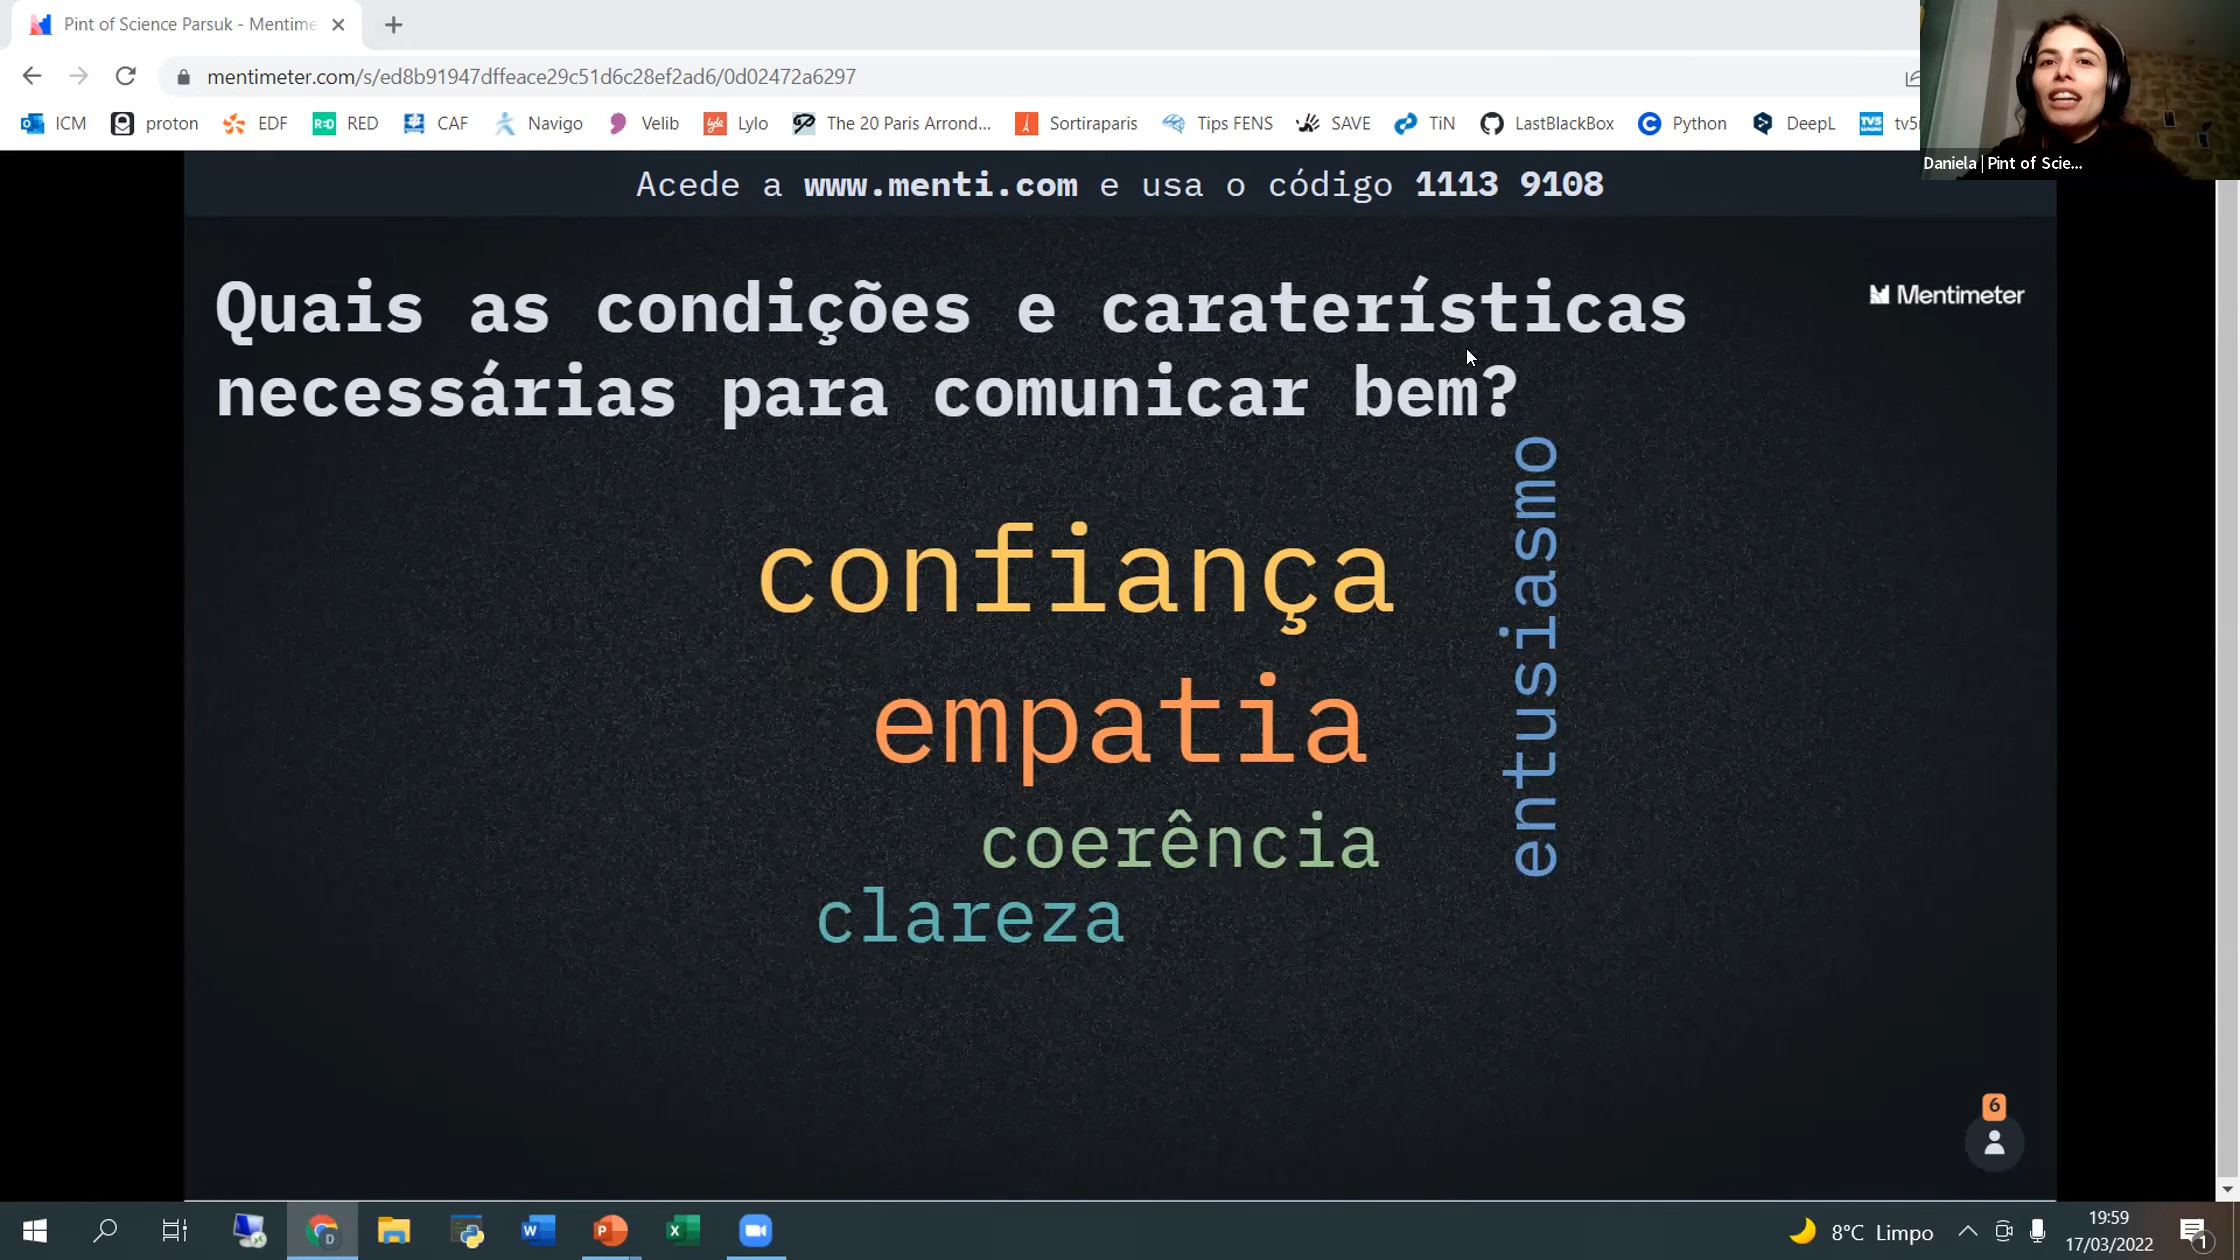 Pint of Science Parsuk - Mentime
mentimeter.com/s/ed8b91947dffeace29c51d6c28ef2ad6/0d02472a6297
ICM proton EDF RED CAF Navigo Velib Lylo The 20 Paris Arrond... Sortiraparis Tips FENS SAVE TiN LastBlackBox Python DeepL tv5
Daniela | Pint of Scie...
Acede a www.menti.com e usa o código 1113 9108
Quais as condições e caraterísticas
necessárias para comunicar bem?
Mentimeter
confiança
entusiasmo
empatia
coerência
clareza
6
8°C Limpo
19:59
17/03/2022
1